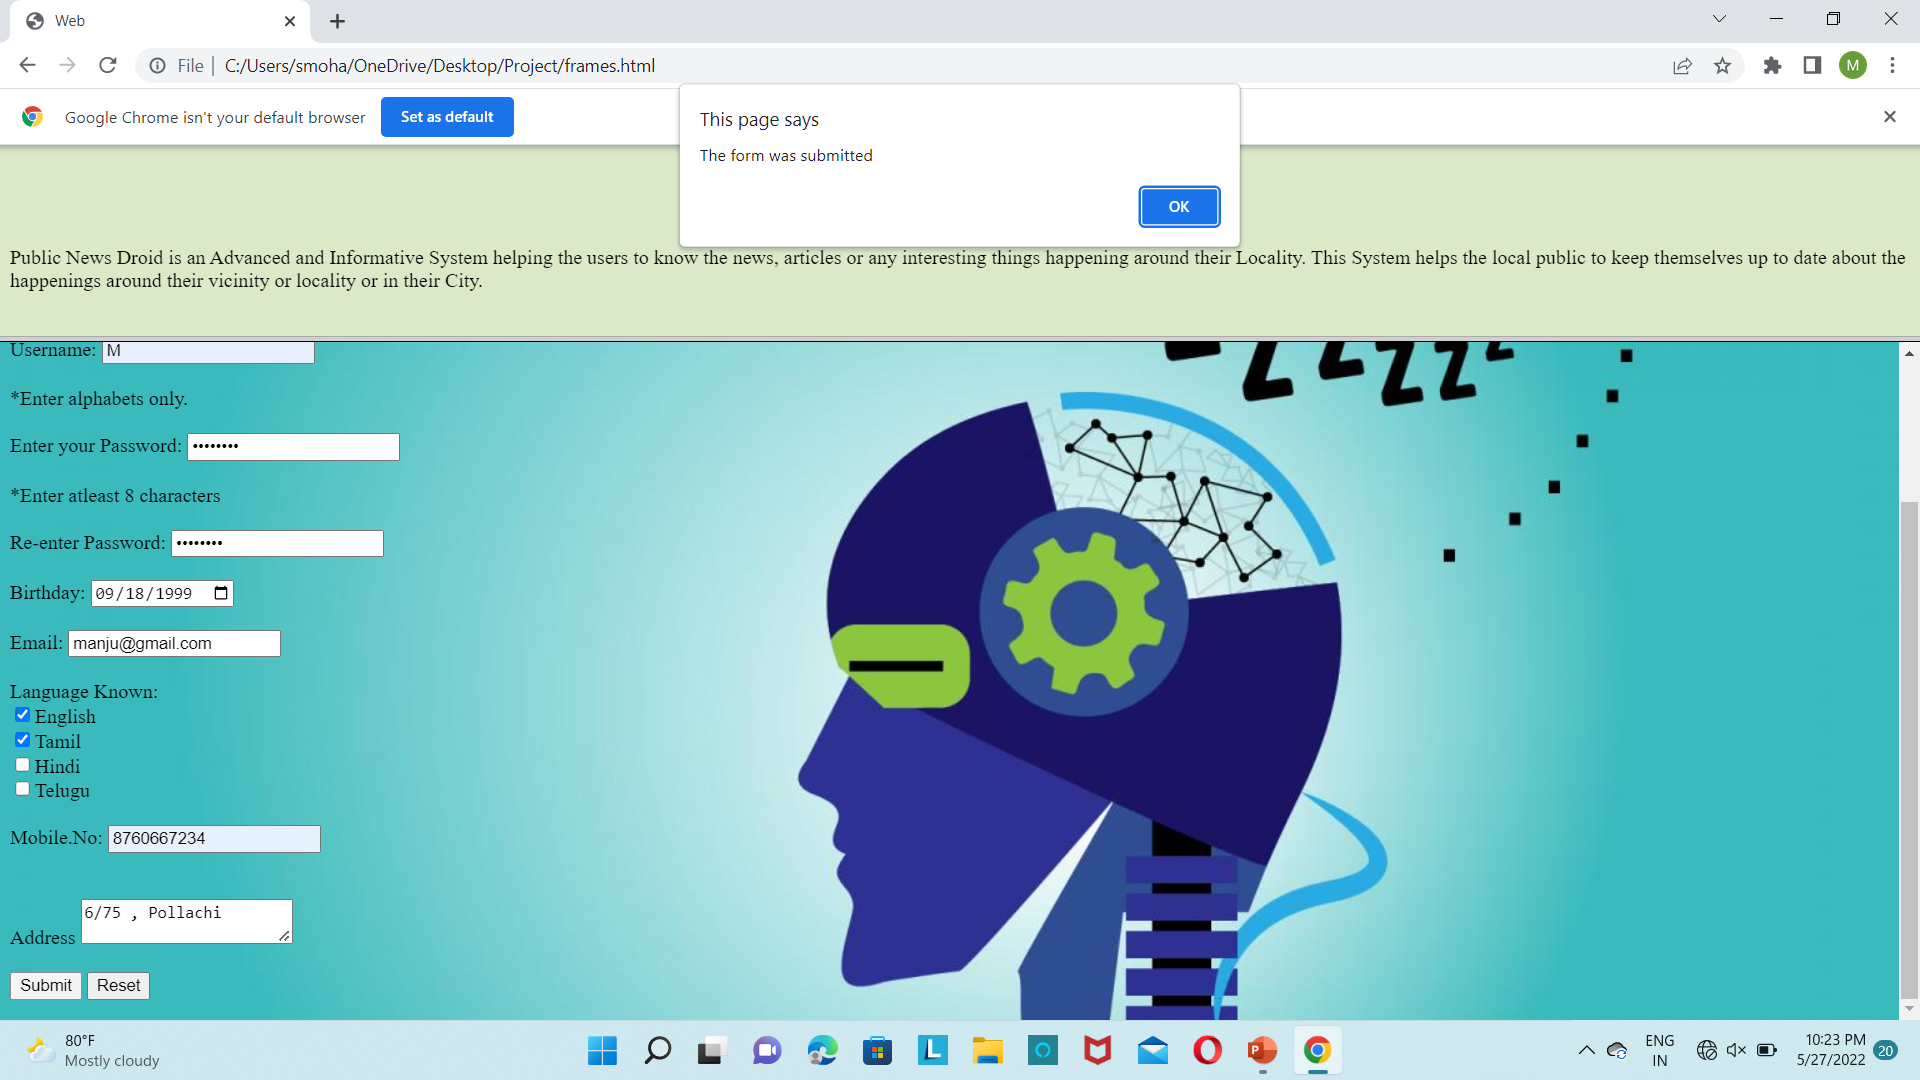 Web
File | C:/Users/smoha/OneDrive/Desktop/Project/frames.html
M
Google Chrome isn't your default browser
Set as default
This page says
The form was submitted
OK
Public News Droid is an Advanced and Informative System helping the users to know the news, articles or any interesting things happening around their Locality. This System helps the local public to keep themselves up to date about the
happenings around their vicinity or locality or in their City.
Username: M
*Enter alphabets only.
Enter your Password: ••••••••
*Enter atleast 8 characters
Re-enter Password: ••••••••
Birthday: 09/18/1999
Email: manju@gmail.com
Language Known:
English
Tamil
Hindi
Telugu
Mobile.No: 8760667234
6/75 , Pollachi
Address
Submit Reset
Z Z Z Z Z
80°F
Mostly cloudy
L
P
ENG
IN
10:23 PM
5/27/2022
20